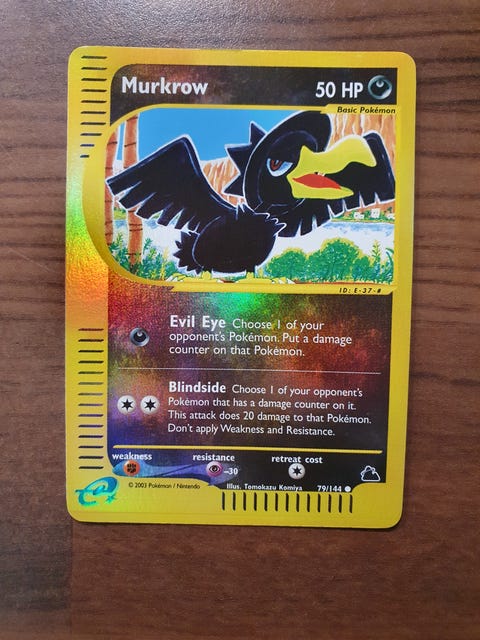 Murkrow 50 HP
Basic Pokémon
ID: E-37-#
Evil Eye Choose 1 of your
opponent's Pokémon. Put a damage
counter on that Pokémon.
Blindside Choose 1 of your opponent's
Pokémon that has a damage counter on it.
This attack does 20 damage to that Pokémon.
Don't apply Weakness and Resistance.
weakness resistance retreat cost
-30
© 2003 Pokémon / Nintendo Illus. Tomokazu Komiya 79/144